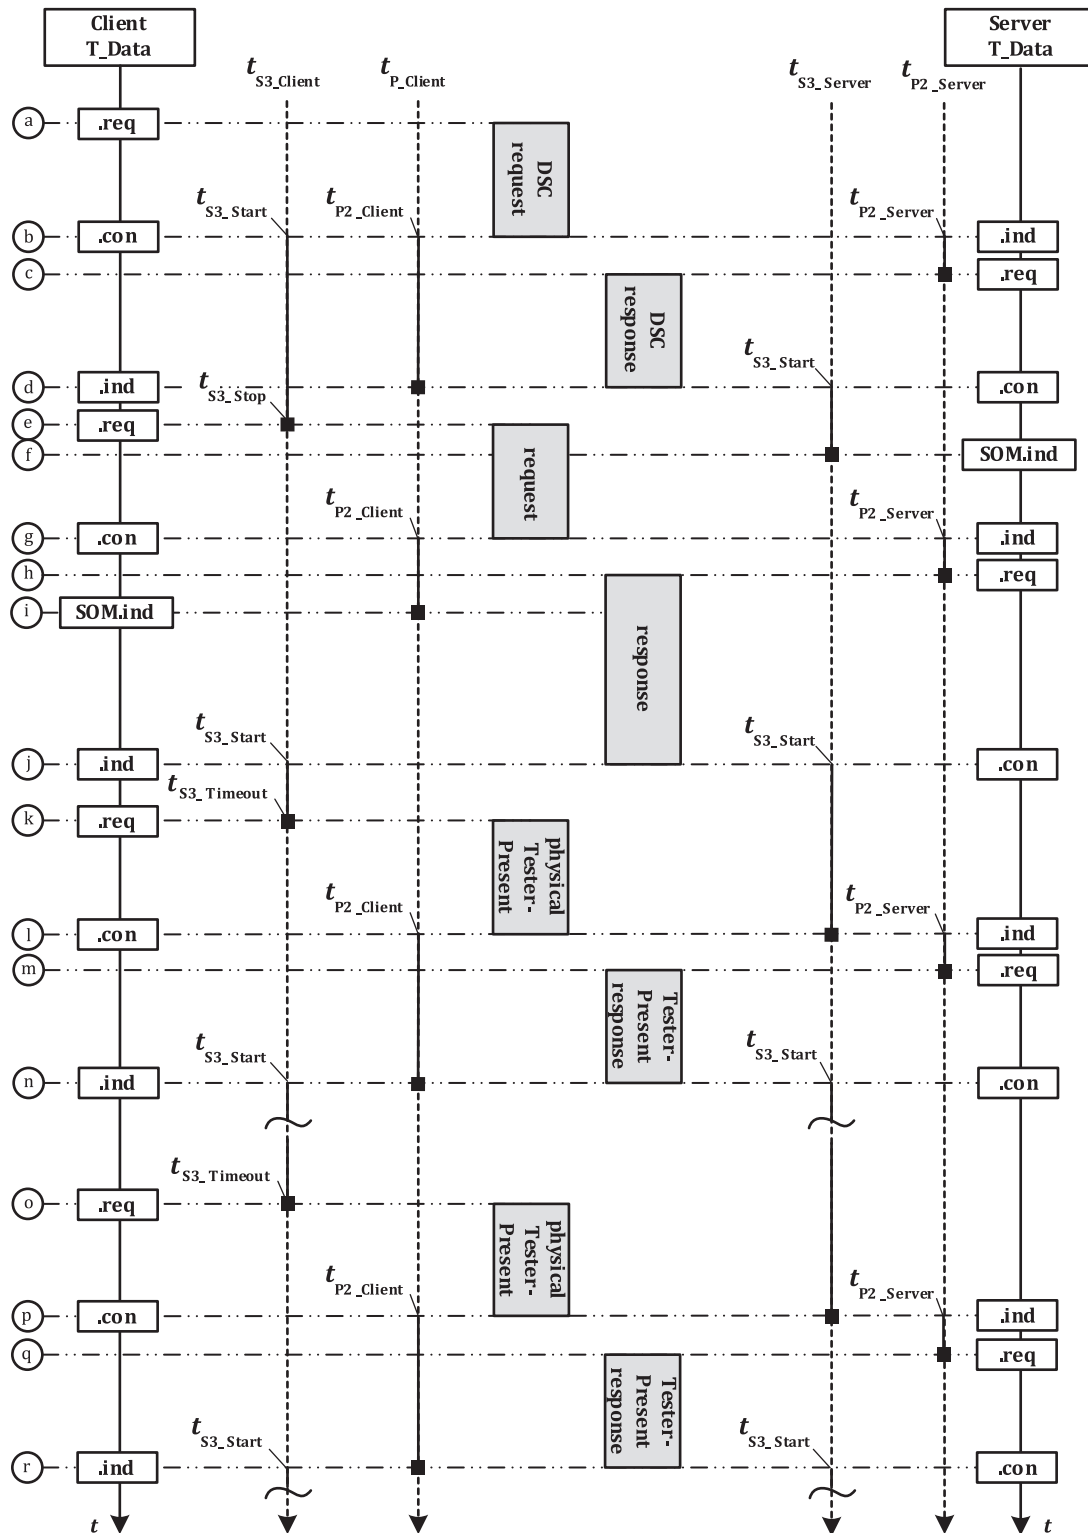 Client
T_Data
Server
T_Data
t S3_Client
t P_Client
t S3_Server
t P2_Server
a
.req
DSC
request
t S3_Start
t P2_Client
t P2_Server
b
.con
.ind
c
.req
DSC
response
t S3_Start
d
.ind
.con
t S3_Stop
e
.req
request
f
SOM.ind
t P2_Client
t P2_Server
g
.con
.ind
h
.req
response
i
SOM.ind
t S3_Start
t S3_Start
j
.ind
.con
t S3_Timeout
k
.req
physical
Tester-
Present
t P2_Client
t P2_Server
l
.con
.ind
m
.req
Tester-
Present
response
t S3_Start
t S3_Start
n
.ind
.con
t S3_Timeout
o
.req
physical
Tester-
Present
t P2_Client
t P2_Server
p
.con
.ind
q
.req
Tester-
Present
response
t S3_Start
t S3_Start
r
.ind
.con
t
t